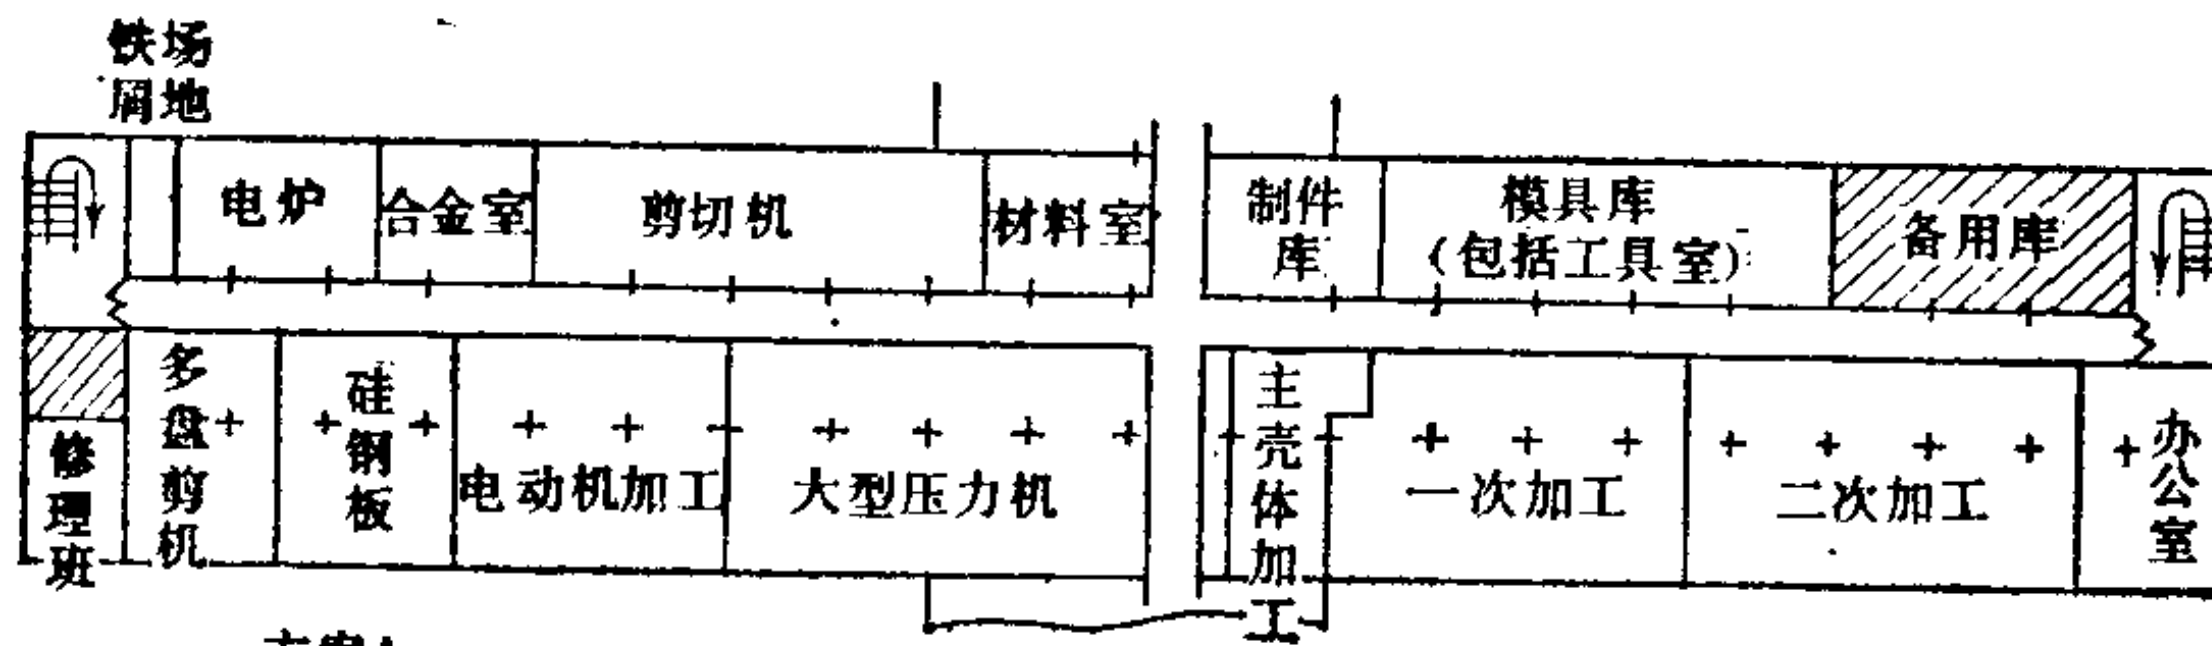 铁场
屑地
电炉
合金室
剪切机
材料室
制件
库
模具库
(包括工具室)
备用库
修理班
多盘剪机
硅钢板
电动机加工
大型压力机
主壳体加工
一次加工
二次加工
办公室